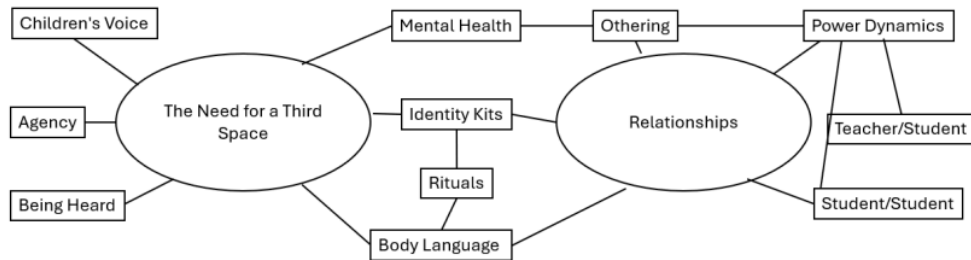 Children's Voice
Mental Health
Othering
Power Dynamics
The Need for a Third
Space
Agency
Identity Kits
Relationships
Teacher/Student
Rituals
Being Heard
Student/Student
Body Language